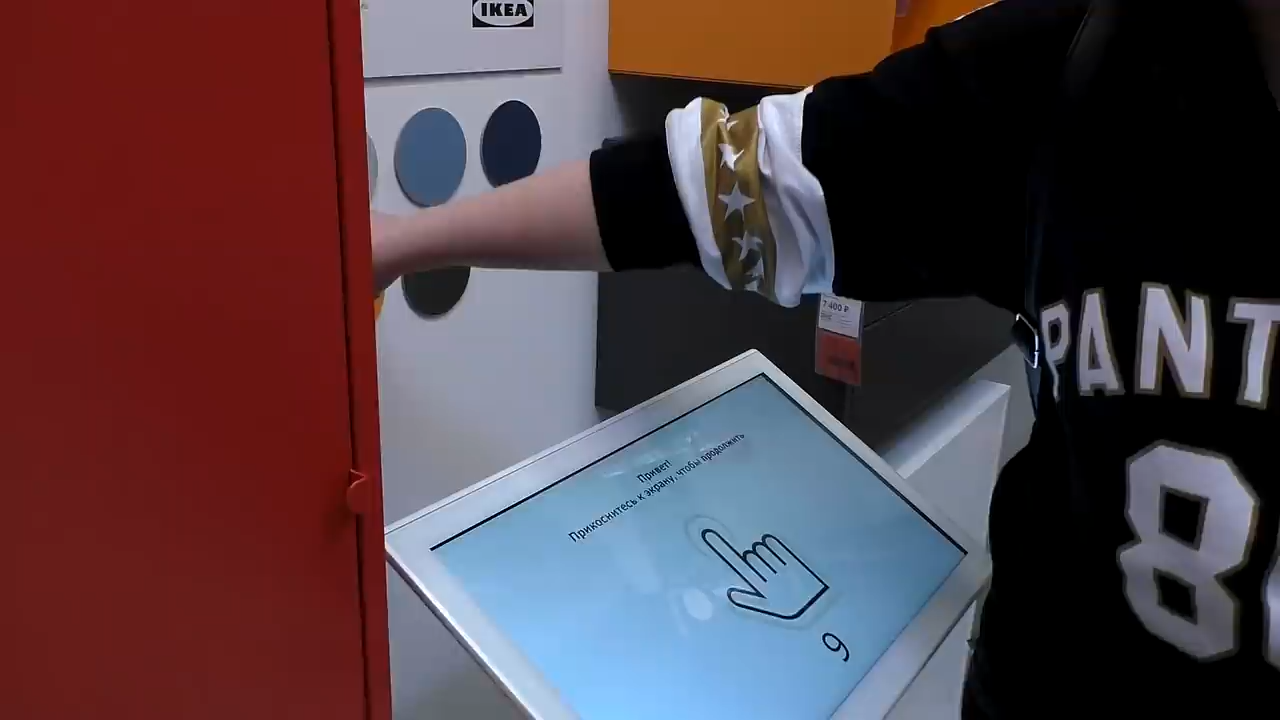 IKEA
7 400 ₽
PANT
8
Привет!
Прикоснитесь к экрану, чтобы продолжить
9